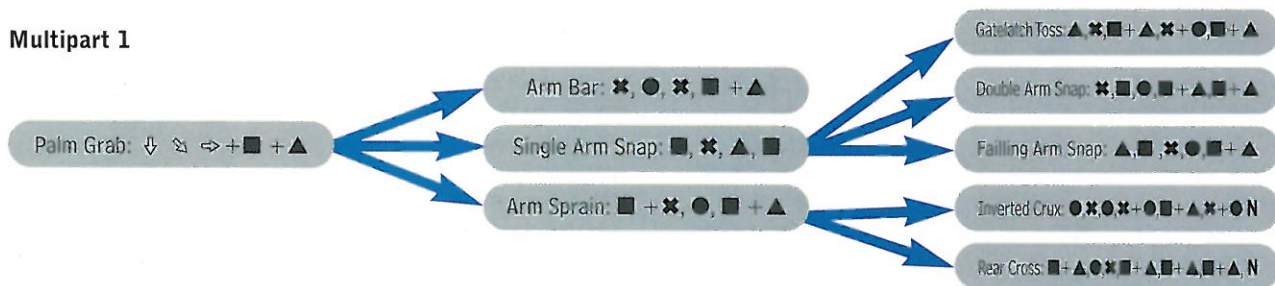 Multipart 1
Palm Grab: ⇩ ⬂ ⇨+■ +▲
Arm Bar: ✖, ●, ✖, ■ +▲
Single Arm Snap: ■, ✖, ▲, ■
Arm Sprain: ■ +✖, ●, ■ +▲
Gatelatch Toss: ▲,✖,■+▲,✖+●,■+▲
Double Arm Snap: ✖,■,●,■+▲,■+▲
Failling Arm Snap: ▲,■,✖,●,■+▲
Inverted Crux: ●,✖,●,✖+●,■+▲,✖+● N
Rear Cross: ■+▲,●,✖,■+▲,■+▲,■+▲, N